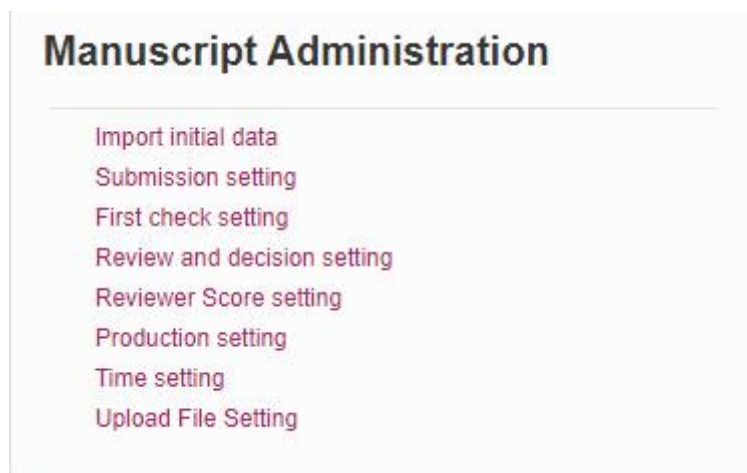 Manuscript Administration
Import initial data
Submission setting
First check setting
Review and decision setting
Reviewer Score setting
Production setting
Time setting
Upload File Setting